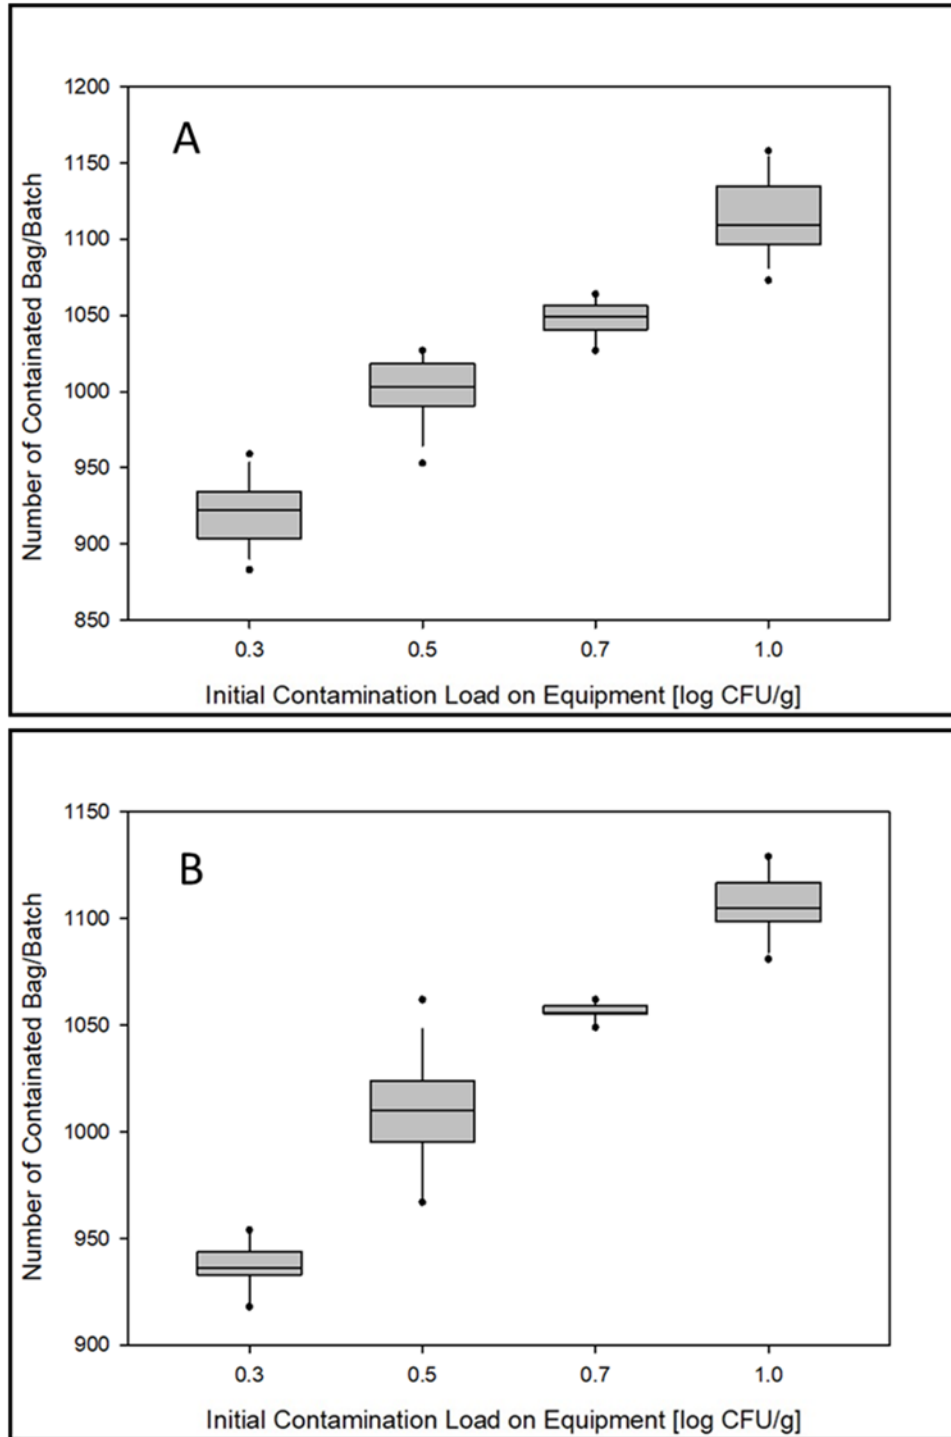 A
1200
1150
1100
1050
1000
950
900
850
Number of Containated Bag/Batch
0.3 0.5 0.7 1.0
Initial Contamination Load on Equipment [log CFU/g]
B
1150
1100
1050
1000
950
900
Number of Containated Bag/Batch
0.3 0.5 0.7 1.0
Initial Contamination Load on Equipment [log CFU/g]